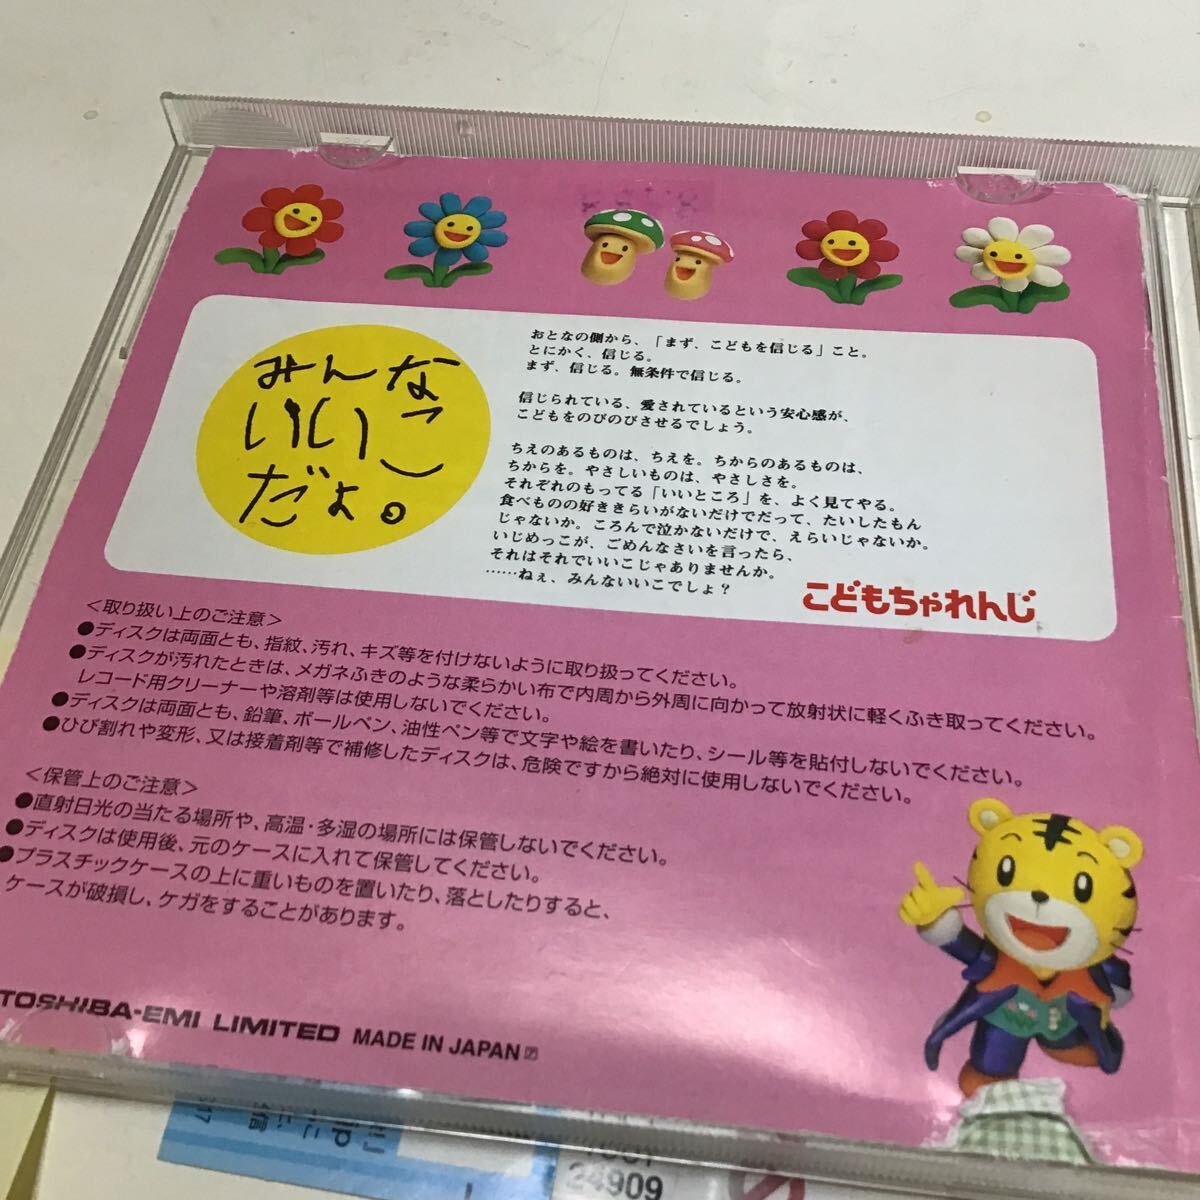 みんな
いいこ
だよ。
おとなの側から、「まず、こどもを信じる」こと。
とにかく、信じる。
まず、信じる。無条件で信じる。
信じられている、愛されているという安心感が、
こどもをのびのびさせるでしょう。
ちえのあるものは、ちえを。ちからのあるものは、
ちからを。やさしいものは、やさしさを。
それぞれのもってる「いいところ」を、よく見てやる。
食べものの好ききらいがないだけでだって、たいしたもん
じゃないか。ころんで泣かないだけで、えらいじゃないか。
いじめっこが、ごめんなさいを言ったら、
それはそれでいいこじゃありませんか。
……ねぇ、みんないいこでしょ？
こどもちゃれんじ
＜取り扱い上のご注意＞
●ディスクは両面とも、指紋、汚れ、キズ等を付けないように取り扱ってください。
●ディスクが汚れたときは、メガネふきのような柔らかい布で内周から外周に向かって放射状に軽くふき取ってください。
レコード用クリーナーや溶剤等は使用しないでください。
●ディスクは両面とも、鉛筆、ボールペン、油性ペン等で文字や絵を書いたり、シール等を貼付しないでください。
●ひび割れや変形、又は接着剤等で補修したディスクは、危険ですから絶対に使用しないでください。
＜保管上のご注意＞
●直射日光の当たる場所や、高温・多湿の場所には保管しないでください。
●ディスクは使用後、元のケースに入れて保管してください。
●プラスチックケースの上に重いものを置いたり、落としたりすると、
ケースが破損し、ケガをすることがあります。
TOSHIBA-EMI LIMITED MADE IN JAPAN
24909